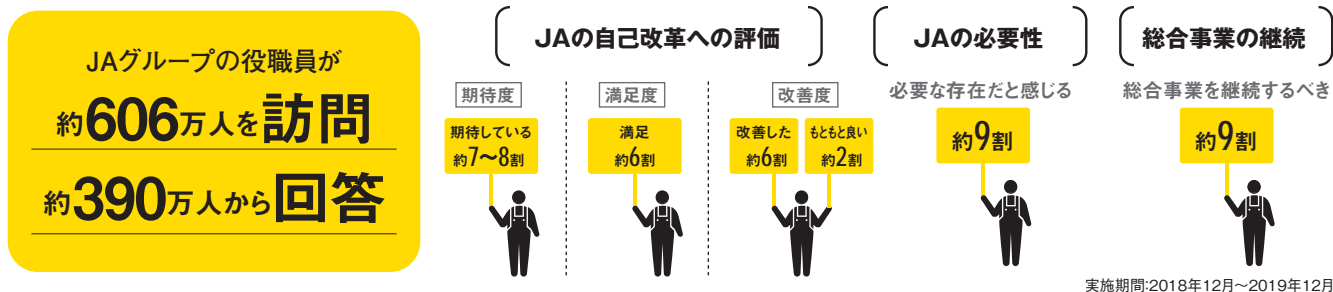 JAグループの役職員が
約606万人を訪問
約390万人から回答
JAの自己改革への評価
期待度
期待している
約7〜8割
満足度
満足
約6割
改善度
改善した
約6割
もともと良い
約2割
JAの必要性
必要な存在だと感じる
約9割
総合事業の継続
総合事業を継続するべき
約9割
実施期間:2018年12月〜2019年12月